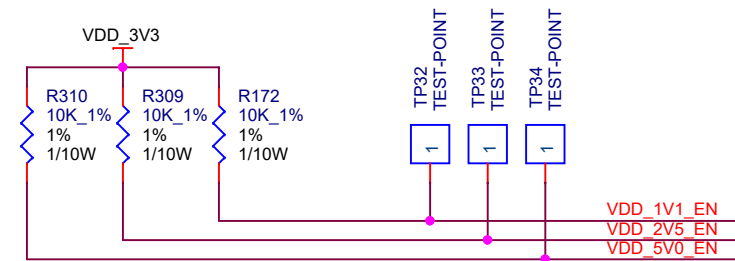 VDD_3V3
R310
10K_1%
1%
1/10W
R309
10K_1%
1%
1/10W
R172
10K_1%
1%
1/10W
TP32
TEST-POINT
1
TP33
TEST-POINT
1
TP34
TEST-POINT
1
VDD_1V1_EN
VDD_2V5_EN
VDD_5V0_EN